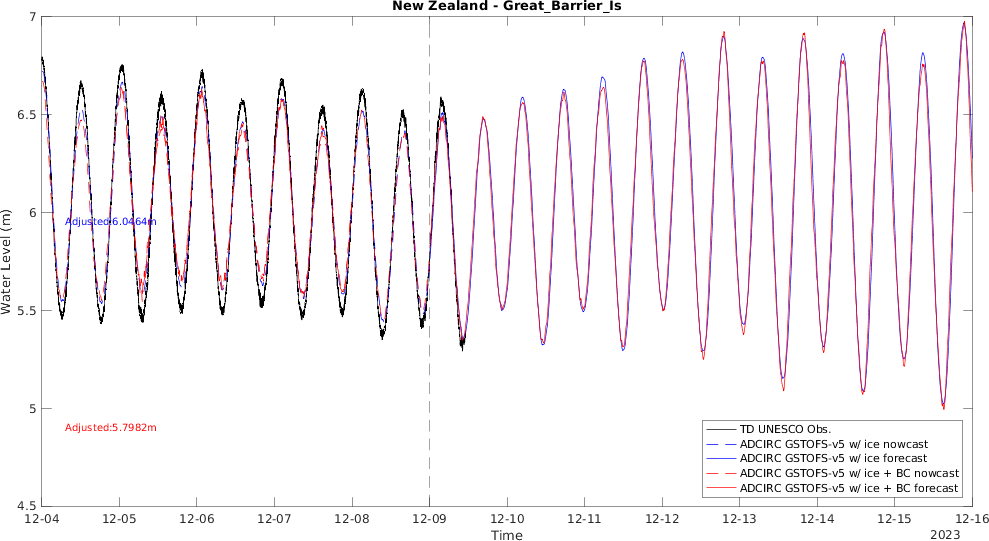 New Zealand - Great_Barrier_Is
7
6.5
6
5.5
5
4.5
Water Level (m)
Adjusted:6.0464m
Adjusted:5.7982m
TD UNESCO Obs.
ADCIRC GSTOFS-v5 w/ ice nowcast
ADCIRC GSTOFS-v5 w/ ice forecast
ADCIRC GSTOFS-v5 w/ ice + BC nowcast
ADCIRC GSTOFS-v5 w/ ice + BC forecast
12-04 12-05 12-06 12-07 12-08 12-09 12-10 12-11 12-12 12-13 12-14 12-15 12-16
Time
2023